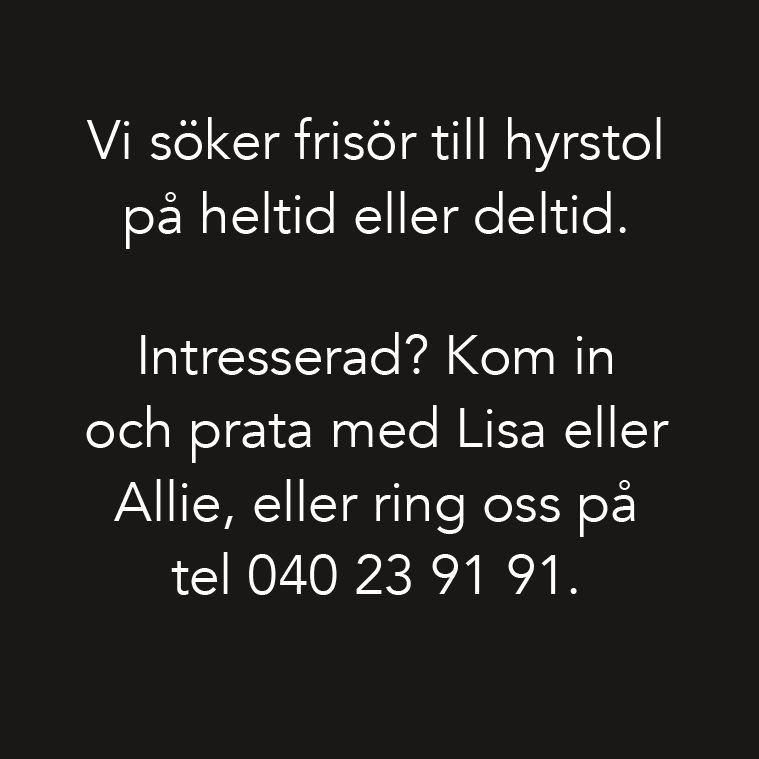 Vi söker frisör till hyrstol
på heltid eller deltid.
Intresserad? Kom in
och prata med Lisa eller
Allie, eller ring oss på
tel 040 23 91 91.